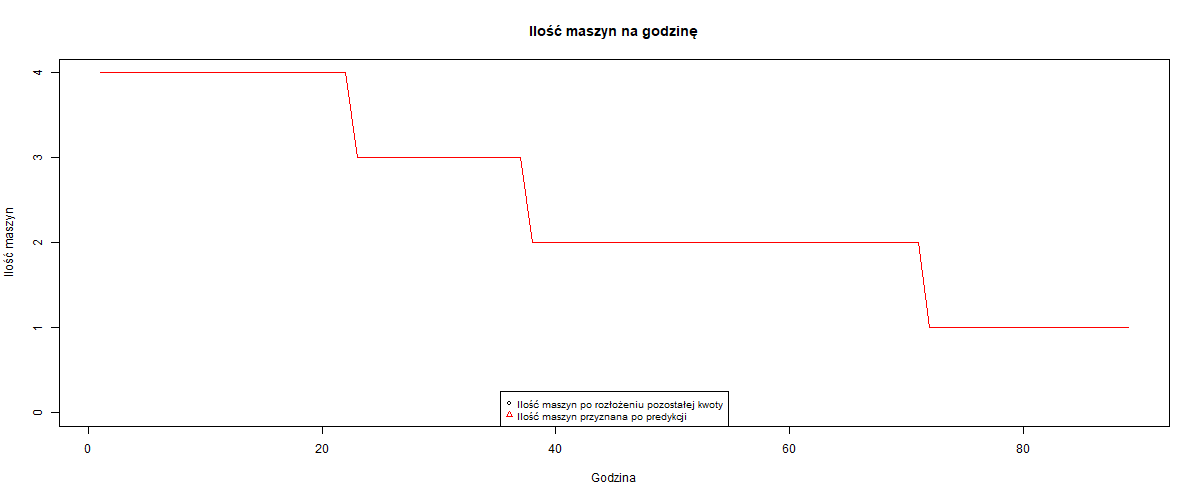 Ilość maszyn na godzinę
Ilość maszyn
4
3
2
1
0
Ilość maszyn po rozłożeniu pozostałej kwoty
Ilość maszyn przyznana po predykcji
0 20 40 60 80
Godzina